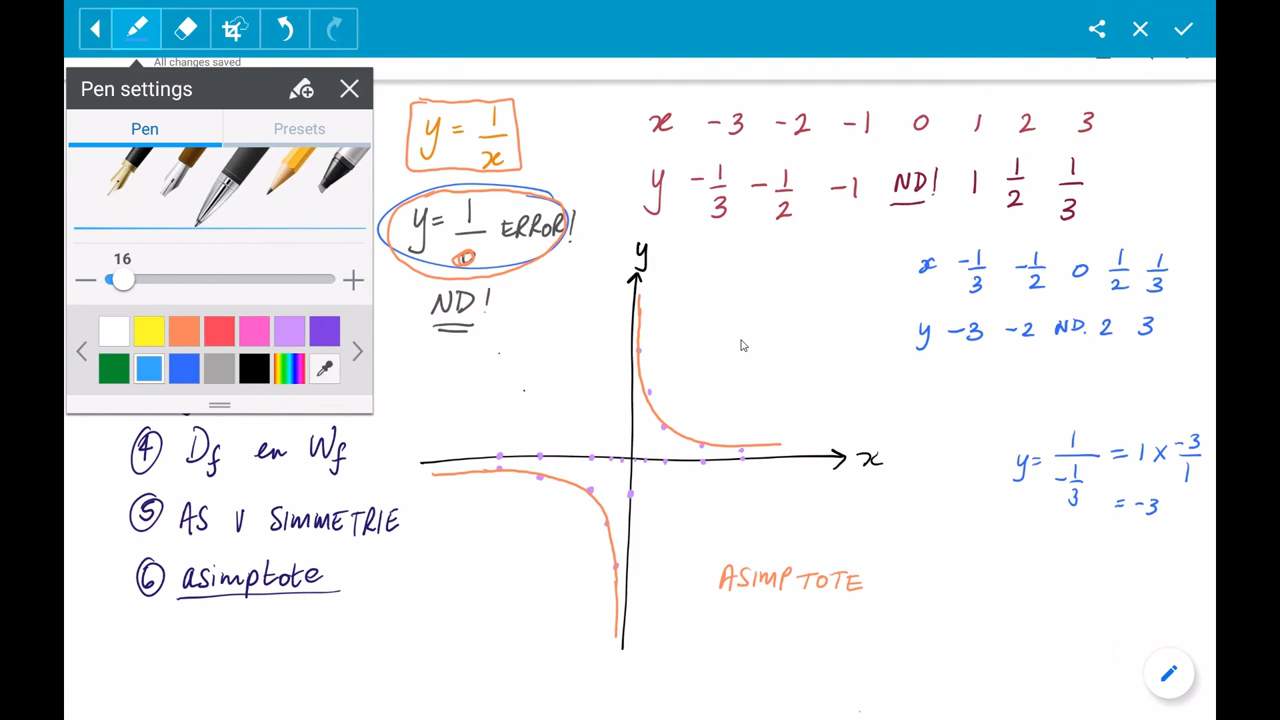 All changes saved
Pen settings
Pen Presets
16
y = 1/x
y = 1/0 ERROR!
ND!
x -3 -2 -1 0 1 2 3
y -1/3 -1/2 -1 ND! 1 1/2 1/3
x -1/3 -1/2 0 1/2 1/3
y -3 -2 ND. 2 3
y
x
y = 1/(-1/3) = 1 × -3/1
= -3
④ Df en Wf
⑤ AS v SIMMETRIE
⑥ asimptote
ASIMPTOTE